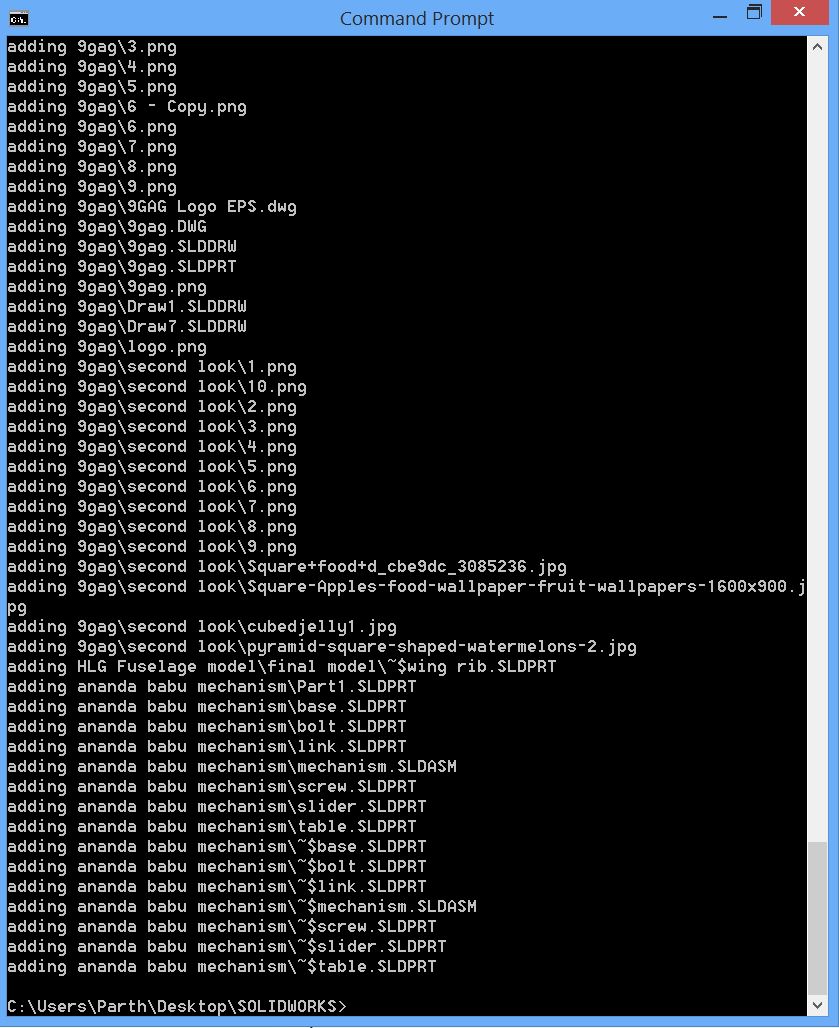 Command Prompt
adding 9gag\3.png
adding 9gag\4.png
adding 9gag\5.png
adding 9gag\6 - Copy.png
adding 9gag\6.png
adding 9gag\7.png
adding 9gag\8.png
adding 9gag\9.png
adding 9gag\9GAG Logo EPS.dwg
adding 9gag\9gag.DWG
adding 9gag\9gag.SLDDRW
adding 9gag\9gag.SLDPRT
adding 9gag\9gag.png
adding 9gag\Draw1.SLDDRW
adding 9gag\Draw7.SLDDRW
adding 9gag\logo.png
adding 9gag\second look\1.png
adding 9gag\second look\10.png
adding 9gag\second look\2.png
adding 9gag\second look\3.png
adding 9gag\second look\4.png
adding 9gag\second look\5.png
adding 9gag\second look\6.png
adding 9gag\second look\7.png
adding 9gag\second look\8.png
adding 9gag\second look\9.png
adding 9gag\second look\Square+food+d_cbe9dc_3085236.jpg
adding 9gag\second look\Square-Apples-food-wallpaper-fruit-wallpapers-1600x900.j
pg
adding 9gag\second look\cubedjelly1.jpg
adding 9gag\second look\pyramid-square-shaped-watermelons-2.jpg
adding HLG Fuselage model\final model\~$wing rib.SLDPRT
adding ananda babu mechanism\Part1.SLDPRT
adding ananda babu mechanism\base.SLDPRT
adding ananda babu mechanism\bolt.SLDPRT
adding ananda babu mechanism\link.SLDPRT
adding ananda babu mechanism\mechanism.SLDASM
adding ananda babu mechanism\screw.SLDPRT
adding ananda babu mechanism\slider.SLDPRT
adding ananda babu mechanism\table.SLDPRT
adding ananda babu mechanism\~$base.SLDPRT
adding ananda babu mechanism\~$bolt.SLDPRT
adding ananda babu mechanism\~$link.SLDPRT
adding ananda babu mechanism\~$mechanism.SLDASM
adding ananda babu mechanism\~$screw.SLDPRT
adding ananda babu mechanism\~$slider.SLDPRT
adding ananda babu mechanism\~$table.SLDPRT
C:\Users\Parth\Desktop\SOLIDWORKS>